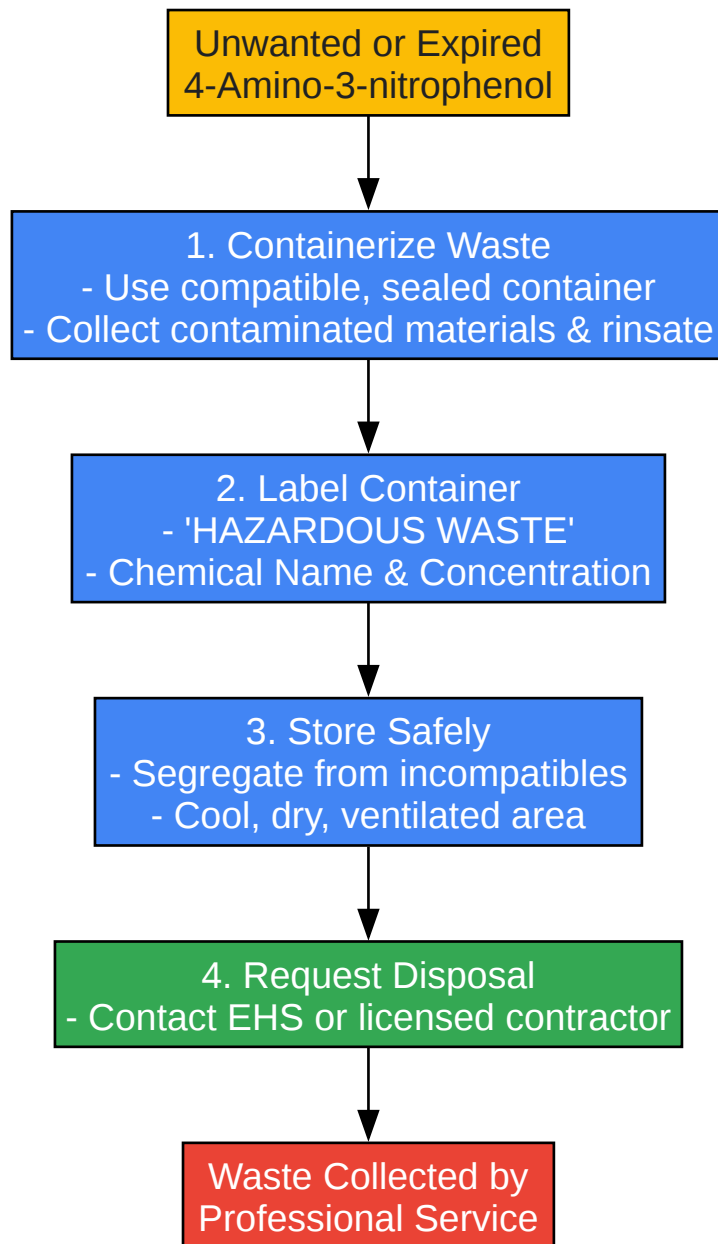 Unwanted or Expired
4-Amino-3-nitrophenol
1. Containerize Waste
- Use compatible, sealed container
- Collect contaminated materials & rinsate
2. Label Container
- 'HAZARDOUS WASTE'
- Chemical Name & Concentration
3. Store Safely
- Segregate from incompatibles
- Cool, dry, ventilated area
4. Request Disposal
- Contact EHS or licensed contractor
Waste Collected by
Professional Service